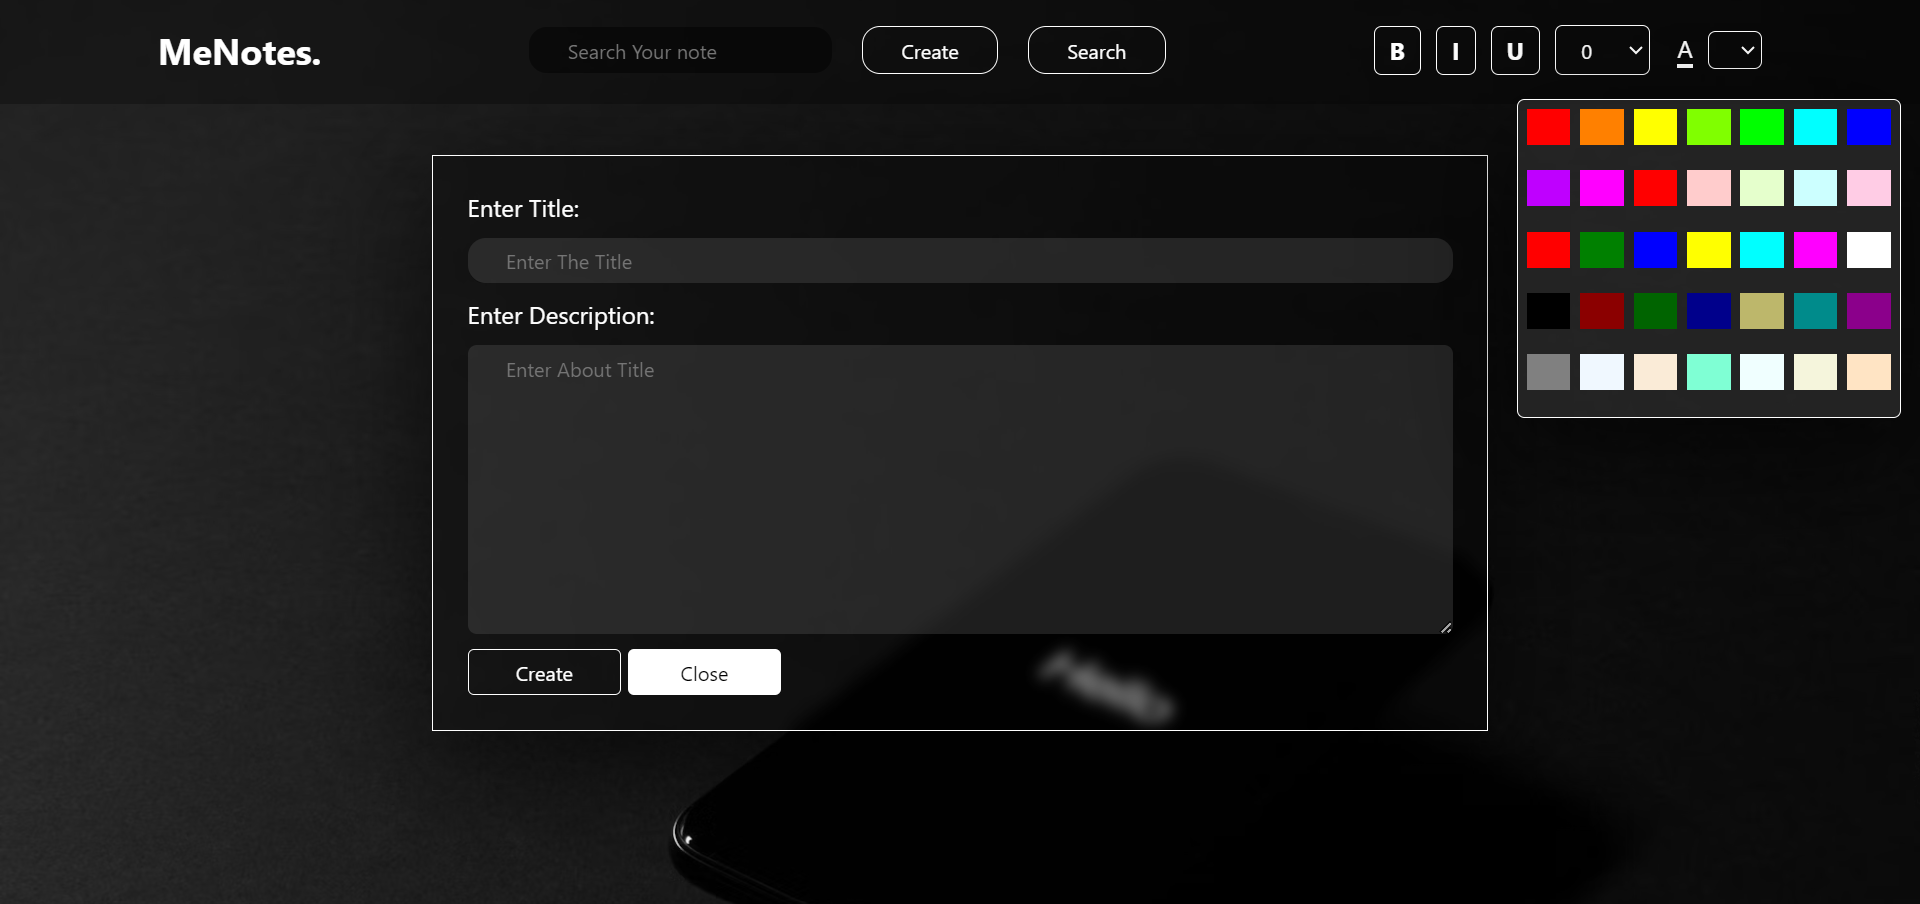 MeNotes.
Search Your note
Create
Search
B
I
U
0
A
Enter Title:
Enter The Title
Enter Description:
Enter About Title
Create
Close